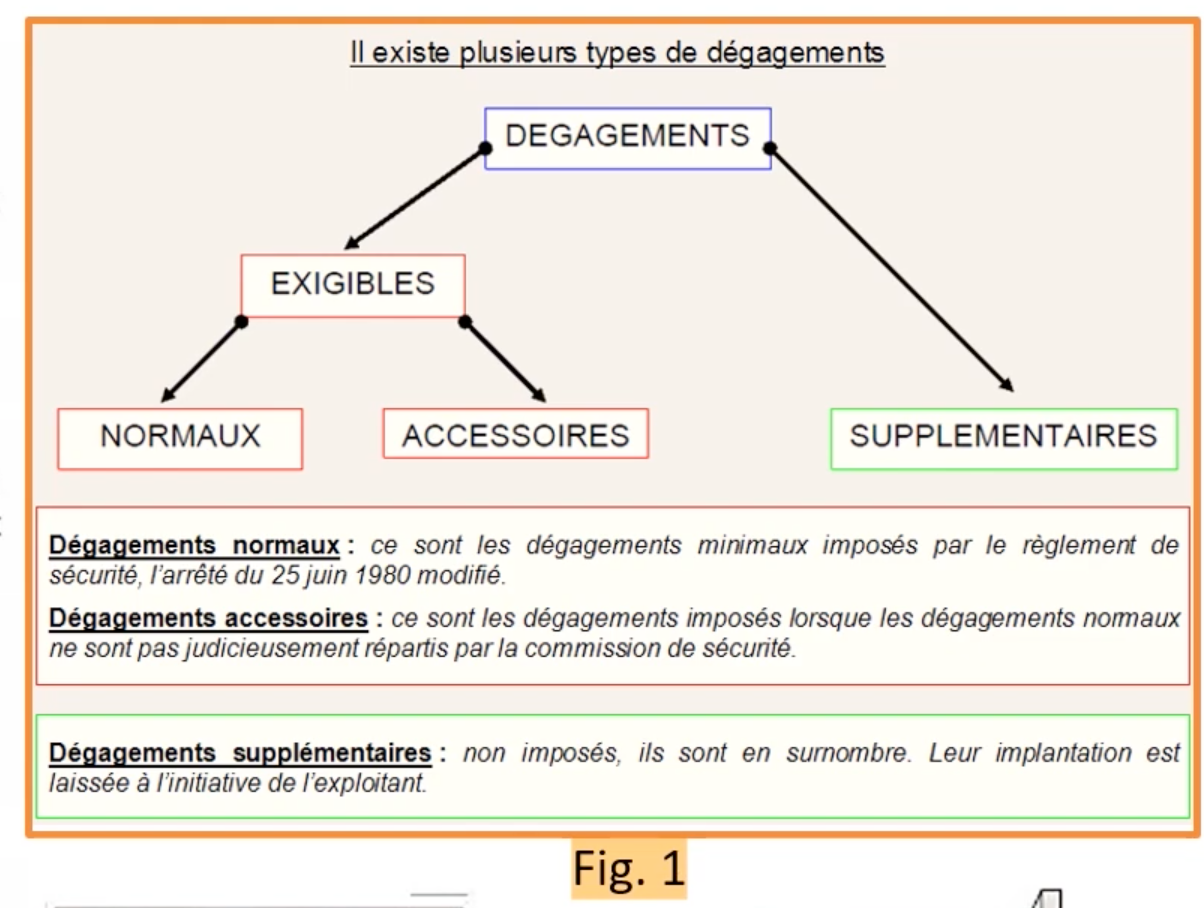 Il existe plusieurs types de dégagements
DEGAGEMENTS
EXIGIBLES
NORMAUX
ACCESSOIRES
SUPPLEMENTAIRES
Dégagements normaux : ce sont les dégagements minimaux imposés par le règlement de
sécurité, l'arrêté du 25 juin 1980 modifié.
Dégagements accessoires : ce sont les dégagements imposés lorsque les dégagements normaux
ne sont pas judicieusement répartis par la commission de sécurité.
Dégagements supplémentaires : non imposés, ils sont en surnombre. Leur implantation est
laissée à l'initiative de l'exploitant.
Fig. 1